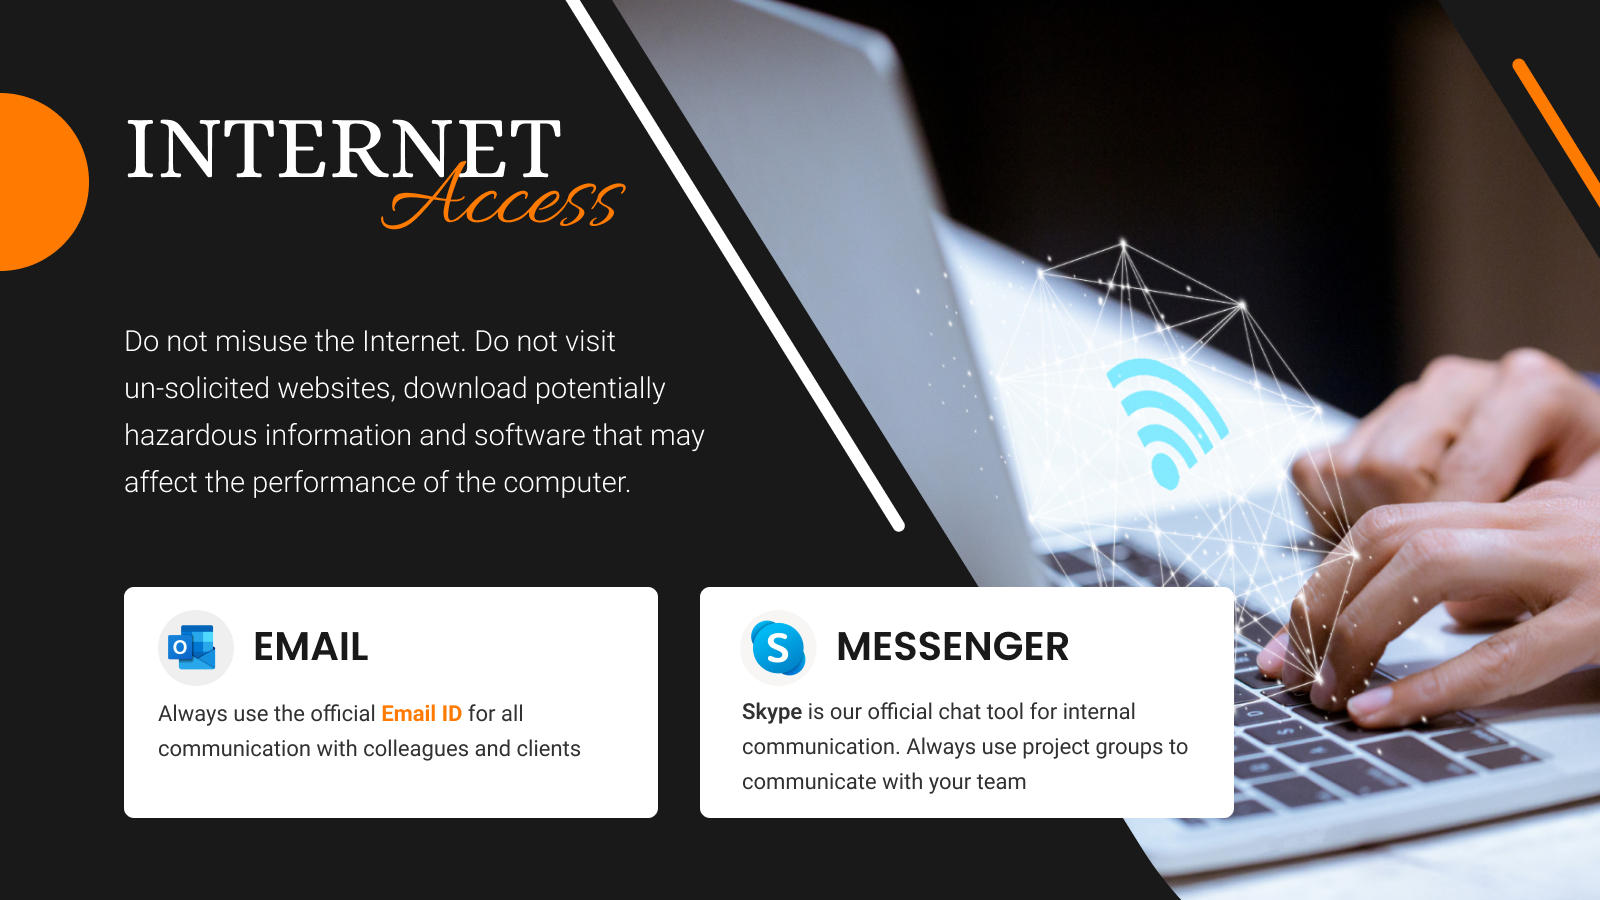 INTERNET
Access
Do not misuse the Internet. Do not visit
un-solicited websites, download potentially
hazardous information and software that may
affect the performance of the computer.
EMAIL
Always use the official Email ID for all
communication with colleagues and clients
MESSENGER
Skype is our official chat tool for internal
communication. Always use project groups to
communicate with your team